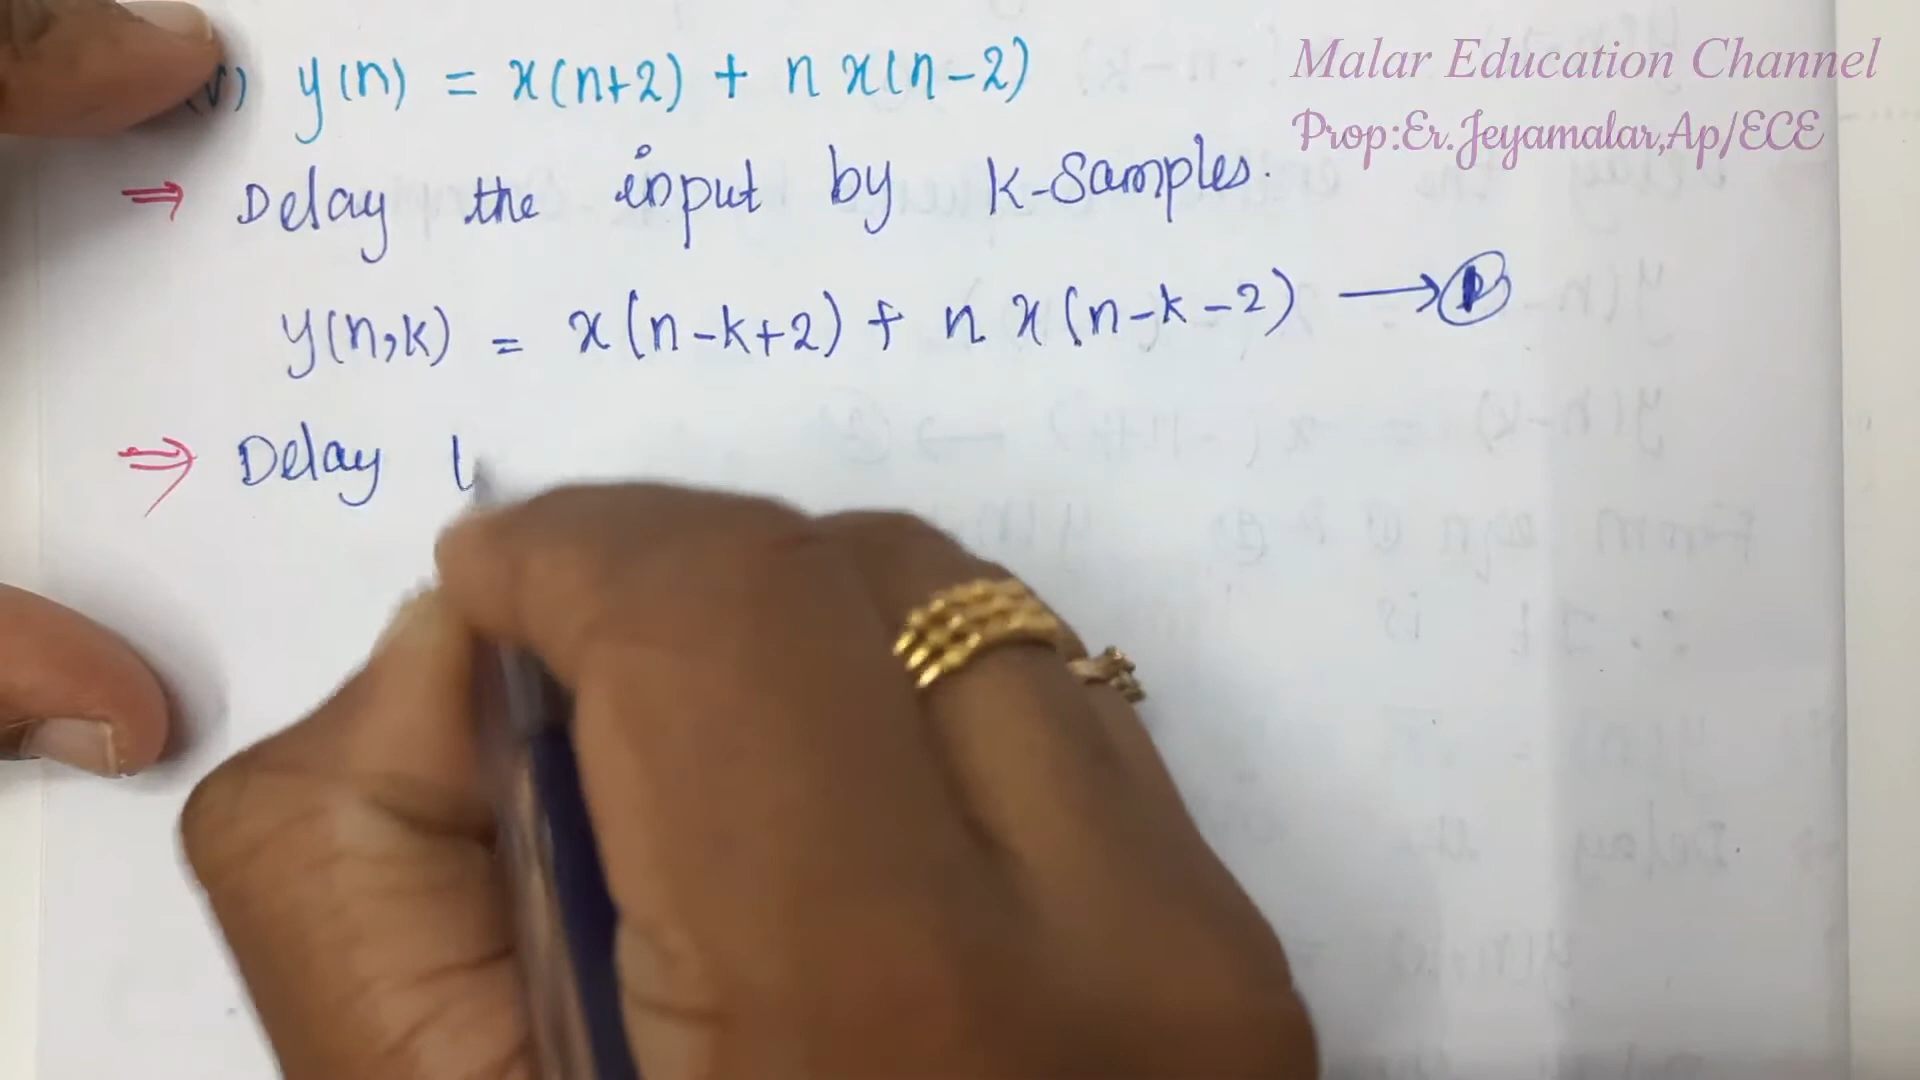 v) y(n) = x(n+2) + n x(n-2)
Malar Education Channel
Prop:Er.Jeyamalar,Ap/ECE
⇒ Delay the input by k-Samples.
y(n,k) = x(n-k+2) + n x(n-k-2) → ①
⇒ Delay